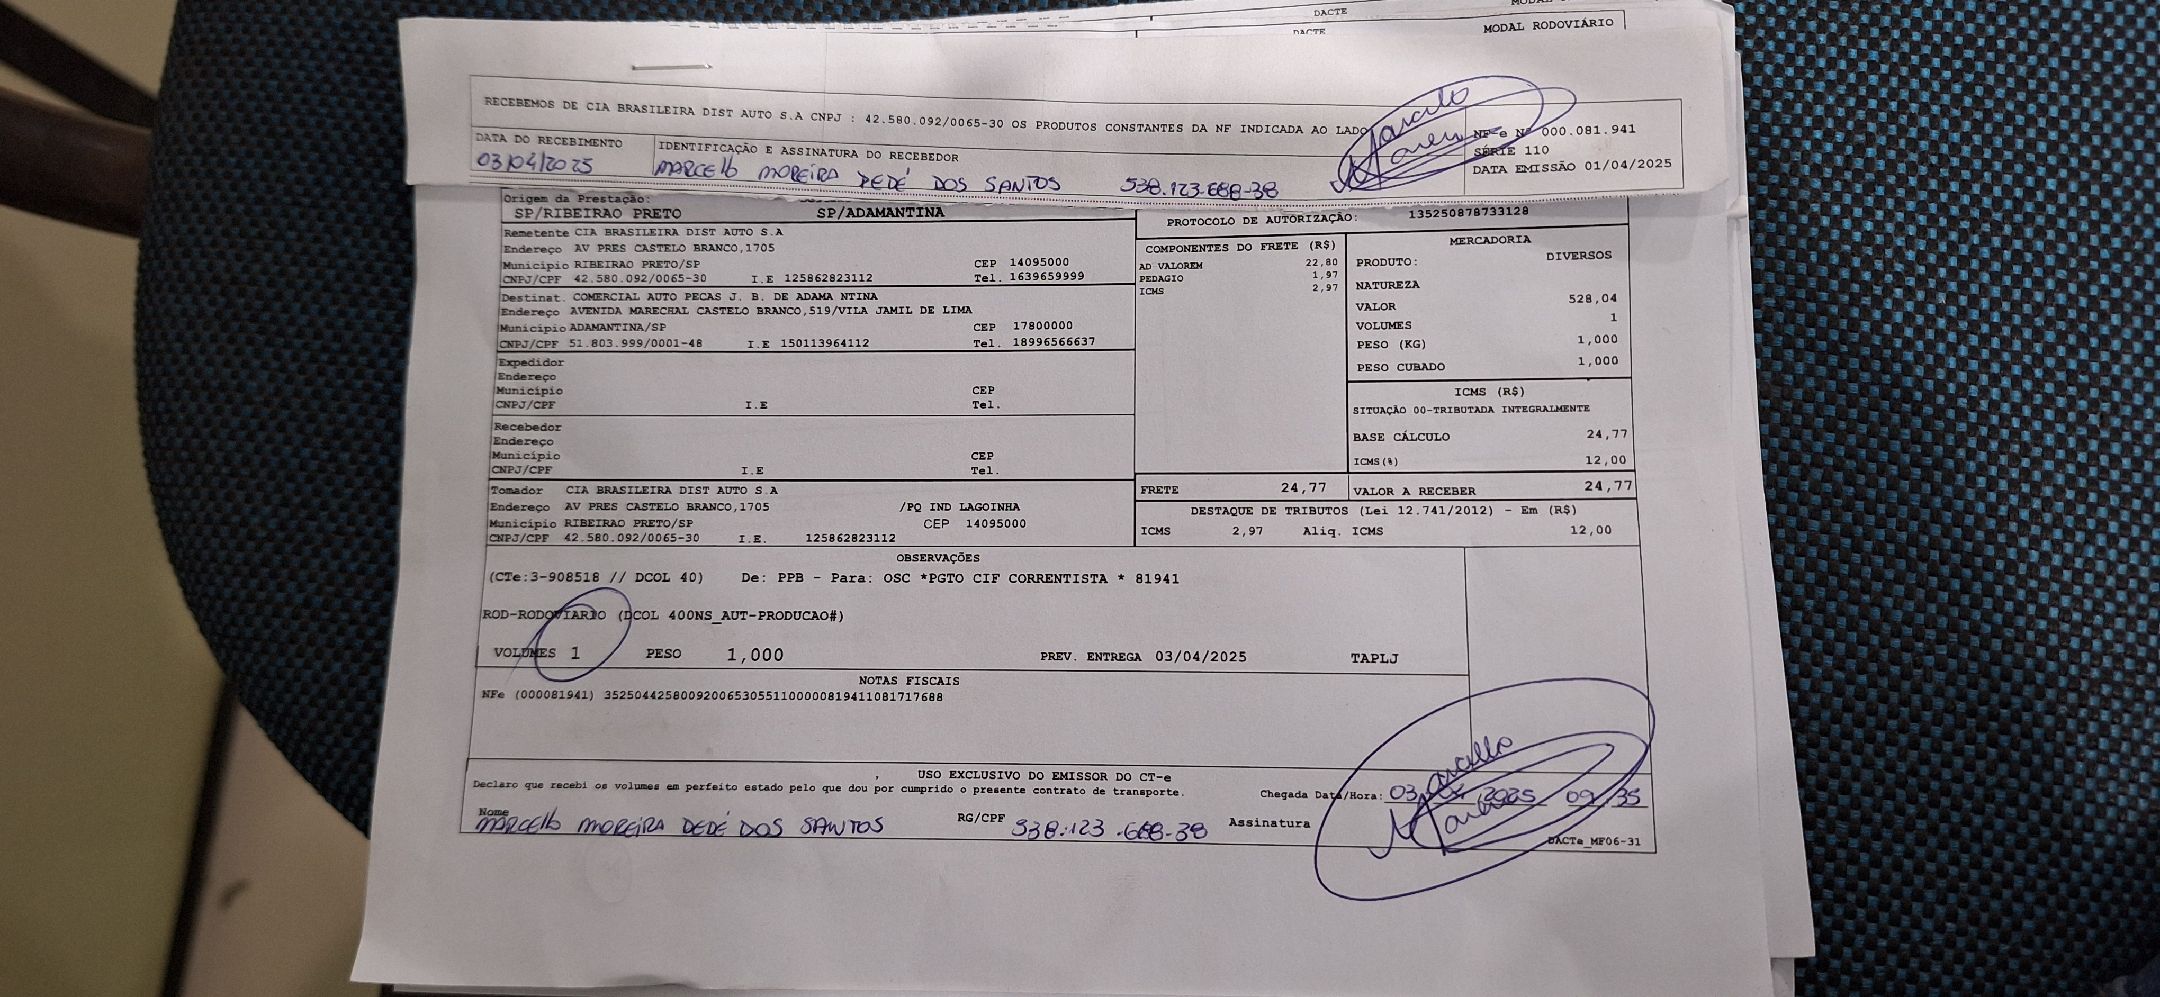 DACTE
DACTE
MODAL RODOVIÁRIO
RECEBEMOS DE CIA BRASILEIRA DIST AUTO S.A CNPJ : 42.580.092/0065-30 OS PRODUTOS CONSTANTES DA NF INDICADA AO LADO
NF-e Nº 000.081.941
SÉRIE 110
DATA EMISSÃO 01/04/2025
DATA DO RECEBIMENTO IDENTIFICAÇÃO E ASSINATURA DO RECEBEDOR
03/04/2025 MARCELLO MOREIRA DEDÉ DOS SANTOS 538.123.668-38
Origem da Prestação:
SP/RIBEIRAO PRETO SP/ADAMANTINA
PROTOCOLO DE AUTORIZAÇÃO: 135250878733128
Remetente CIA BRASILEIRA DIST AUTO S.A
Endereço AV PRES CASTELO BRANCO,1705
Município RIBEIRAO PRETO/SP CEP 14095000
CNPJ/CPF 42.580.092/0065-30 I.E 125862823112 Tel. 1639659999
Destinat. COMERCIAL AUTO PECAS J. B. DE ADAMA NTINA
Endereço AVENIDA MARECHAL CASTELO BRANCO,519/VILA JAMIL DE LIMA
Município ADAMANTINA/SP CEP 17800000
CNPJ/CPF 51.803.999/0001-48 I.E 150113964112 Tel. 18996566637
Expedidor
Endereço
Município CEP
CNPJ/CPF I.E Tel.
Recebedor
Endereço
Município CEP
CNPJ/CPF I.E Tel.
Tomador CIA BRASILEIRA DIST AUTO S.A
Endereço AV PRES CASTELO BRANCO,1705 /PQ IND LAGOINHA
Município RIBEIRAO PRETO/SP CEP 14095000
CNPJ/CPF 42.580.092/0065-30 I.E. 125862823112
COMPONENTES DO FRETE (R$)
AD VALOREM 22,80
PEDAGIO 1,97
ICMS 2,97
MERCADORIA
PRODUTO: DIVERSOS
NATUREZA
VALOR 528,04
VOLUMES 1
PESO (KG) 1,000
PESO CUBADO 1,000
ICMS (R$)
SITUAÇÃO 00-TRIBUTADA INTEGRALMENTE
BASE CÁLCULO 24,77
ICMS(%) 12,00
FRETE 24,77 VALOR A RECEBER 24,77
DESTAQUE DE TRIBUTOS (Lei 12.741/2012) - Em (R$)
ICMS 2,97 Aliq. ICMS 12,00
OBSERVAÇÕES
(CTe:3-908518 // DCOL 40) De: PPB - Para: OSC *PGTO CIF CORRENTISTA * 81941
ROD-RODOVIARIO (DCOL 400NS_AUT-PRODUCAO#)
VOLUMES 1 PESO 1,000 PREV. ENTREGA 03/04/2025 TAPLJ
NOTAS FISCAIS
NFe (000081941) 35250442580092006530551100000819411081717688
USO EXCLUSIVO DO EMISSOR DO CT-e
Declaro que recebi os volumes em perfeito estado pelo que dou por cumprido o presente contrato de transporte.
Chegada Data/Hora: 03 2025 09/35
Nome MARCELLO MOREIRA DEDÉ DOS SANTOS RG/CPF 538.123.668-38 Assinatura
DACTe_MF06-31